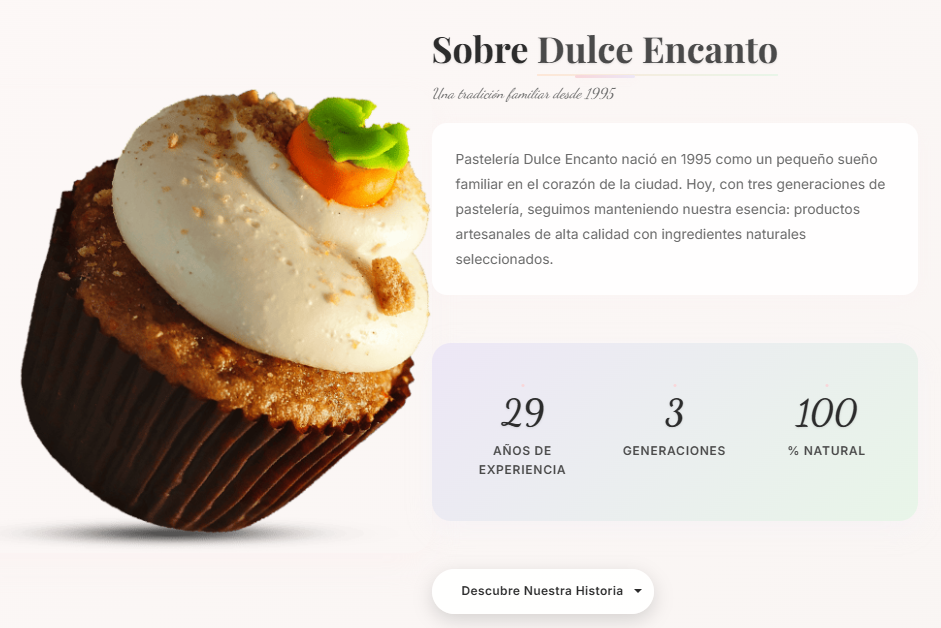 Sobre Dulce Encanto
Una tradición familiar desde 1995
Pastelería Dulce Encanto nació en 1995 como un pequeño sueño
familiar en el corazón de la ciudad. Hoy, con tres generaciones de
pastelería, seguimos manteniendo nuestra esencia: productos
artesanales de alta calidad con ingredientes naturales
seleccionados.
29
AÑOS DE
EXPERIENCIA
3
GENERACIONES
100
% NATURAL
Descubre Nuestra Historia